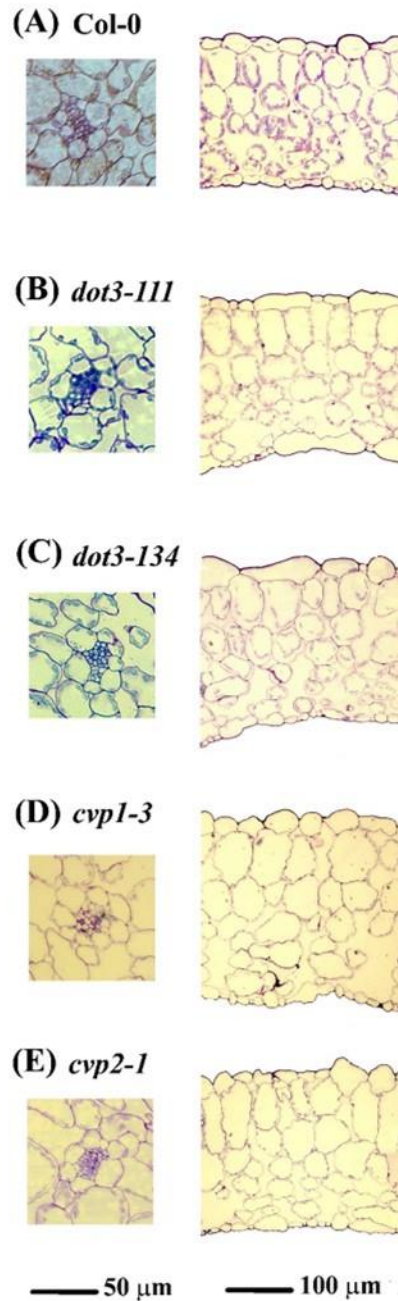 (A) Col-0
(B) dot3-111
(C) dot3-134
(D) cvp1-3
(E) cvp2-1
50 μm 100 μm